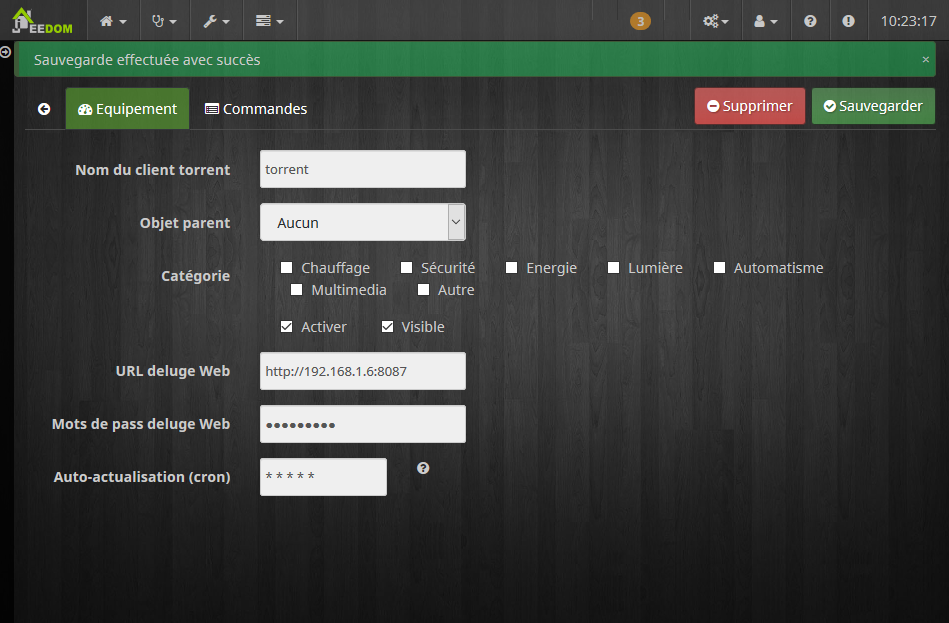 JEEDOM
3
10:23:17
Sauvegarde effectuée avec succès
×
Equipement
Commandes
Supprimer
Sauvegarder
Nom du client torrent
torrent
Objet parent
Aucun
Catégorie
Chauffage Sécurité Energie Lumière Automatisme
Multimedia Autre
Activer Visible
URL deluge Web
http://192.168.1.6:8087
Mots de pass deluge Web
●●●●●●●●●
Auto-actualisation (cron)
* * * * *